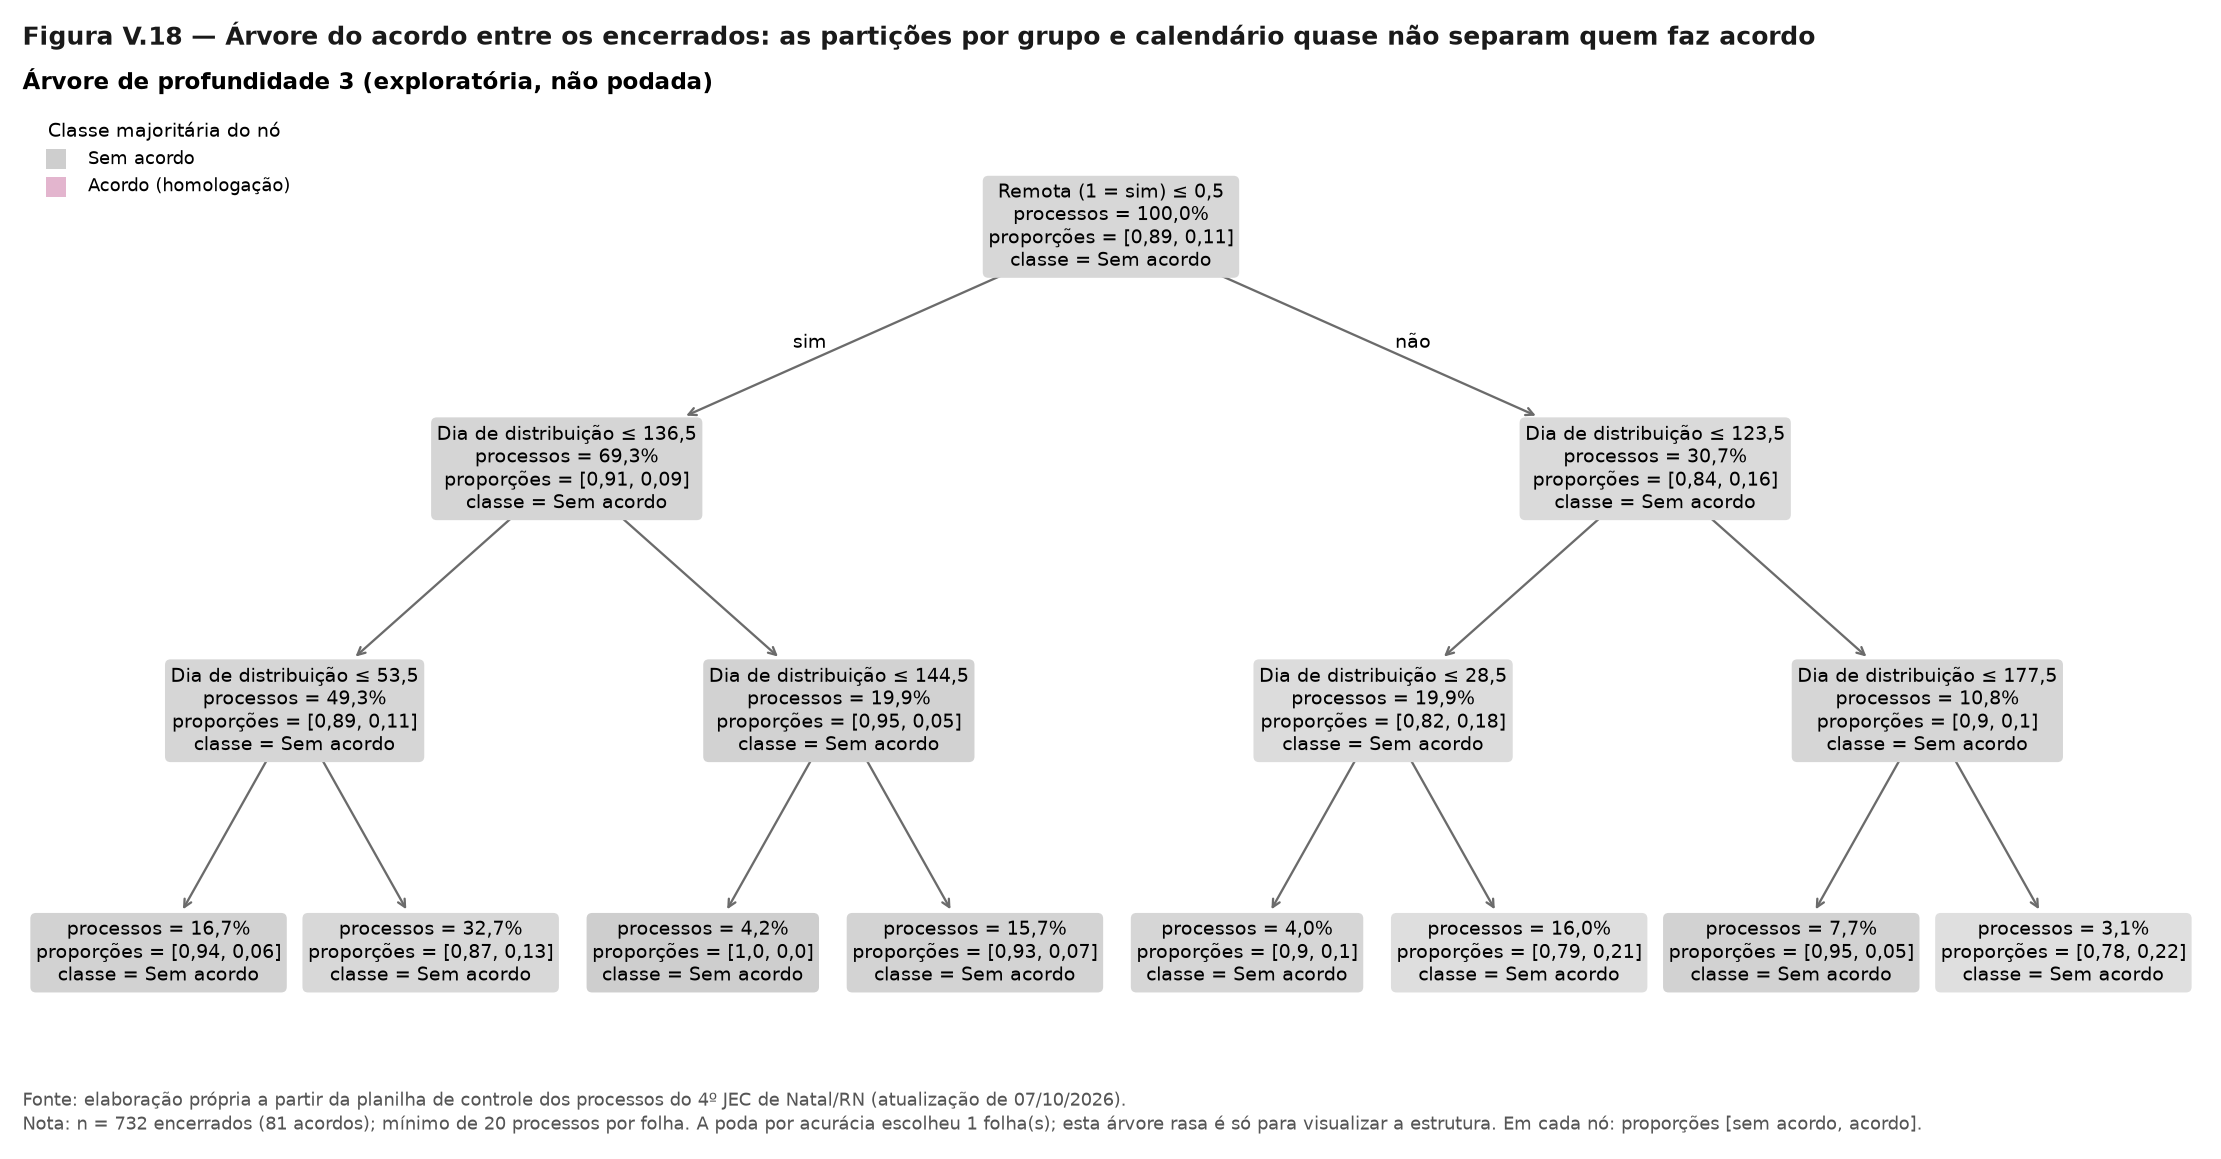 Figura V.18 — Árvore do acordo entre os encerrados: as partições por grupo e calendário quase não separam quem faz acordo
Árvore de profundidade 3 (exploratória, não podada)
Classe majoritária do nó
Sem acordo
Acordo (homologação)
Remota (1 = sim) ≤ 0,5
processos = 100,0%
proporções = [0,89, 0,11]
classe = Sem acordo
sim
não
Dia de distribuição ≤ 136,5
processos = 69,3%
proporções = [0,91, 0,09]
classe = Sem acordo
Dia de distribuição ≤ 123,5
processos = 30,7%
proporções = [0,84, 0,16]
classe = Sem acordo
Dia de distribuição ≤ 53,5
processos = 49,3%
proporções = [0,89, 0,11]
classe = Sem acordo
Dia de distribuição ≤ 144,5
processos = 19,9%
proporções = [0,95, 0,05]
classe = Sem acordo
Dia de distribuição ≤ 28,5
processos = 19,9%
proporções = [0,82, 0,18]
classe = Sem acordo
Dia de distribuição ≤ 177,5
processos = 10,8%
proporções = [0,9, 0,1]
classe = Sem acordo
processos = 16,7%
proporções = [0,94, 0,06]
classe = Sem acordo
processos = 32,7%
proporções = [0,87, 0,13]
classe = Sem acordo
processos = 4,2%
proporções = [1,0, 0,0]
classe = Sem acordo
processos = 15,7%
proporções = [0,93, 0,07]
classe = Sem acordo
processos = 4,0%
proporções = [0,9, 0,1]
classe = Sem acordo
processos = 16,0%
proporções = [0,79, 0,21]
classe = Sem acordo
processos = 7,7%
proporções = [0,95, 0,05]
classe = Sem acordo
processos = 3,1%
proporções = [0,78, 0,22]
classe = Sem acordo
Fonte: elaboração própria a partir da planilha de controle dos processos do 4º JEC de Natal/RN (atualização de 07/10/2026).
Nota: n = 732 encerrados (81 acordos); mínimo de 20 processos por folha. A poda por acurácia escolheu 1 folha(s); esta árvore rasa é só para visualizar a estrutura. Em cada nó: proporções [sem acordo, acordo].